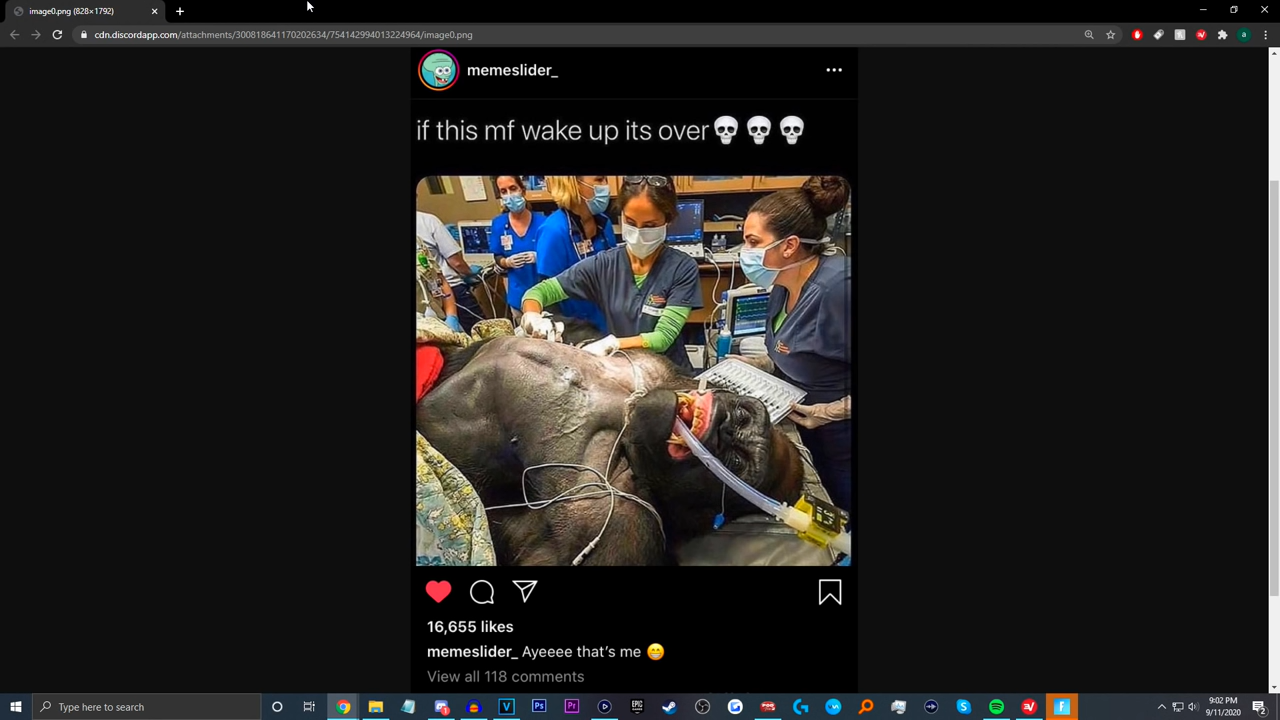 image0.png (828×1792)
cdn.discordapp.com/attachments/300818641170202634/754142994013224964/image0.png
memeslider_
if this mf wake up its over💀💀💀
16,655 likes
memeslider_ Ayeeee that's me 😁
View all 118 comments
Type here to search
9:02 PM
9/11/2020